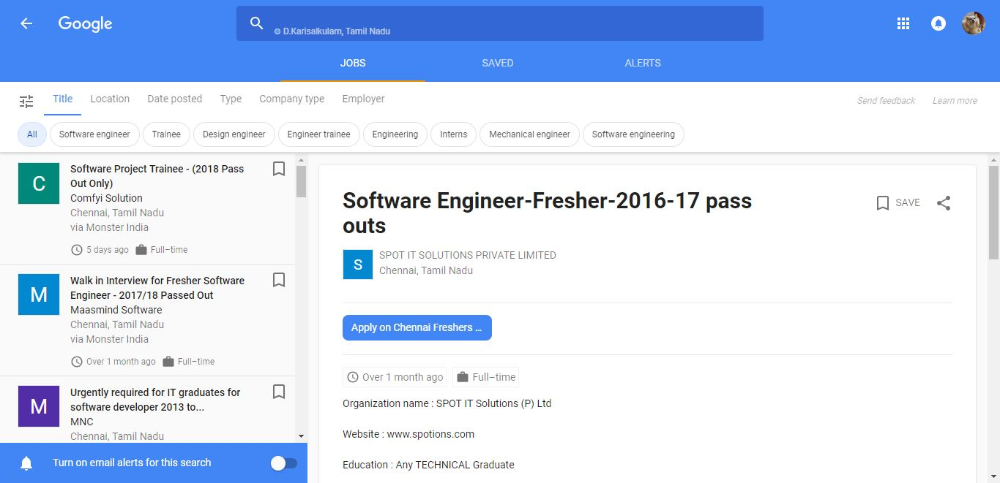 Google
D.Karisalkulam, Tamil Nadu
JOBS
SAVED
ALERTS
Title
Location
Date posted
Type
Company type
Employer
Send feedback
Learn more
All
Software engineer
Trainee
Design engineer
Engineer trainee
Engineering
Interns
Mechanical engineer
Software engineering
C
Software Project Trainee - (2018 Pass
Out Only)
Comfyi Solution
Chennai, Tamil Nadu
via Monster India
5 days ago
Full–time
M
Walk in Interview for Fresher Software
Engineer - 2017/18 Passed Out
Maasmind Software
Chennai, Tamil Nadu
via Monster India
Over 1 month ago
Full–time
M
Urgently required for IT graduates for
software developer 2013 to...
MNC
Chennai, Tamil Nadu
Turn on email alerts for this search
Software Engineer-Fresher-2016-17 pass
outs
SAVE
S
SPOT IT SOLUTIONS PRIVATE LIMITED
Chennai, Tamil Nadu
Apply on Chennai Freshers ...
Over 1 month ago
Full–time
Organization name : SPOT IT Solutions (P) Ltd
Website : www.spotions.com
Education : Any TECHNICAL Graduate